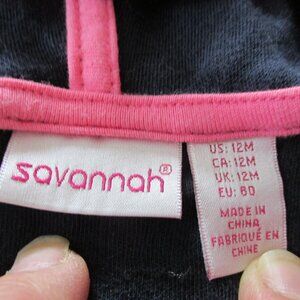 savannah®
US: 12M
CA: 12M
UK: 12M
EU: 80
MADE IN
CHINA
FABRIQUÉ EN
CHINE